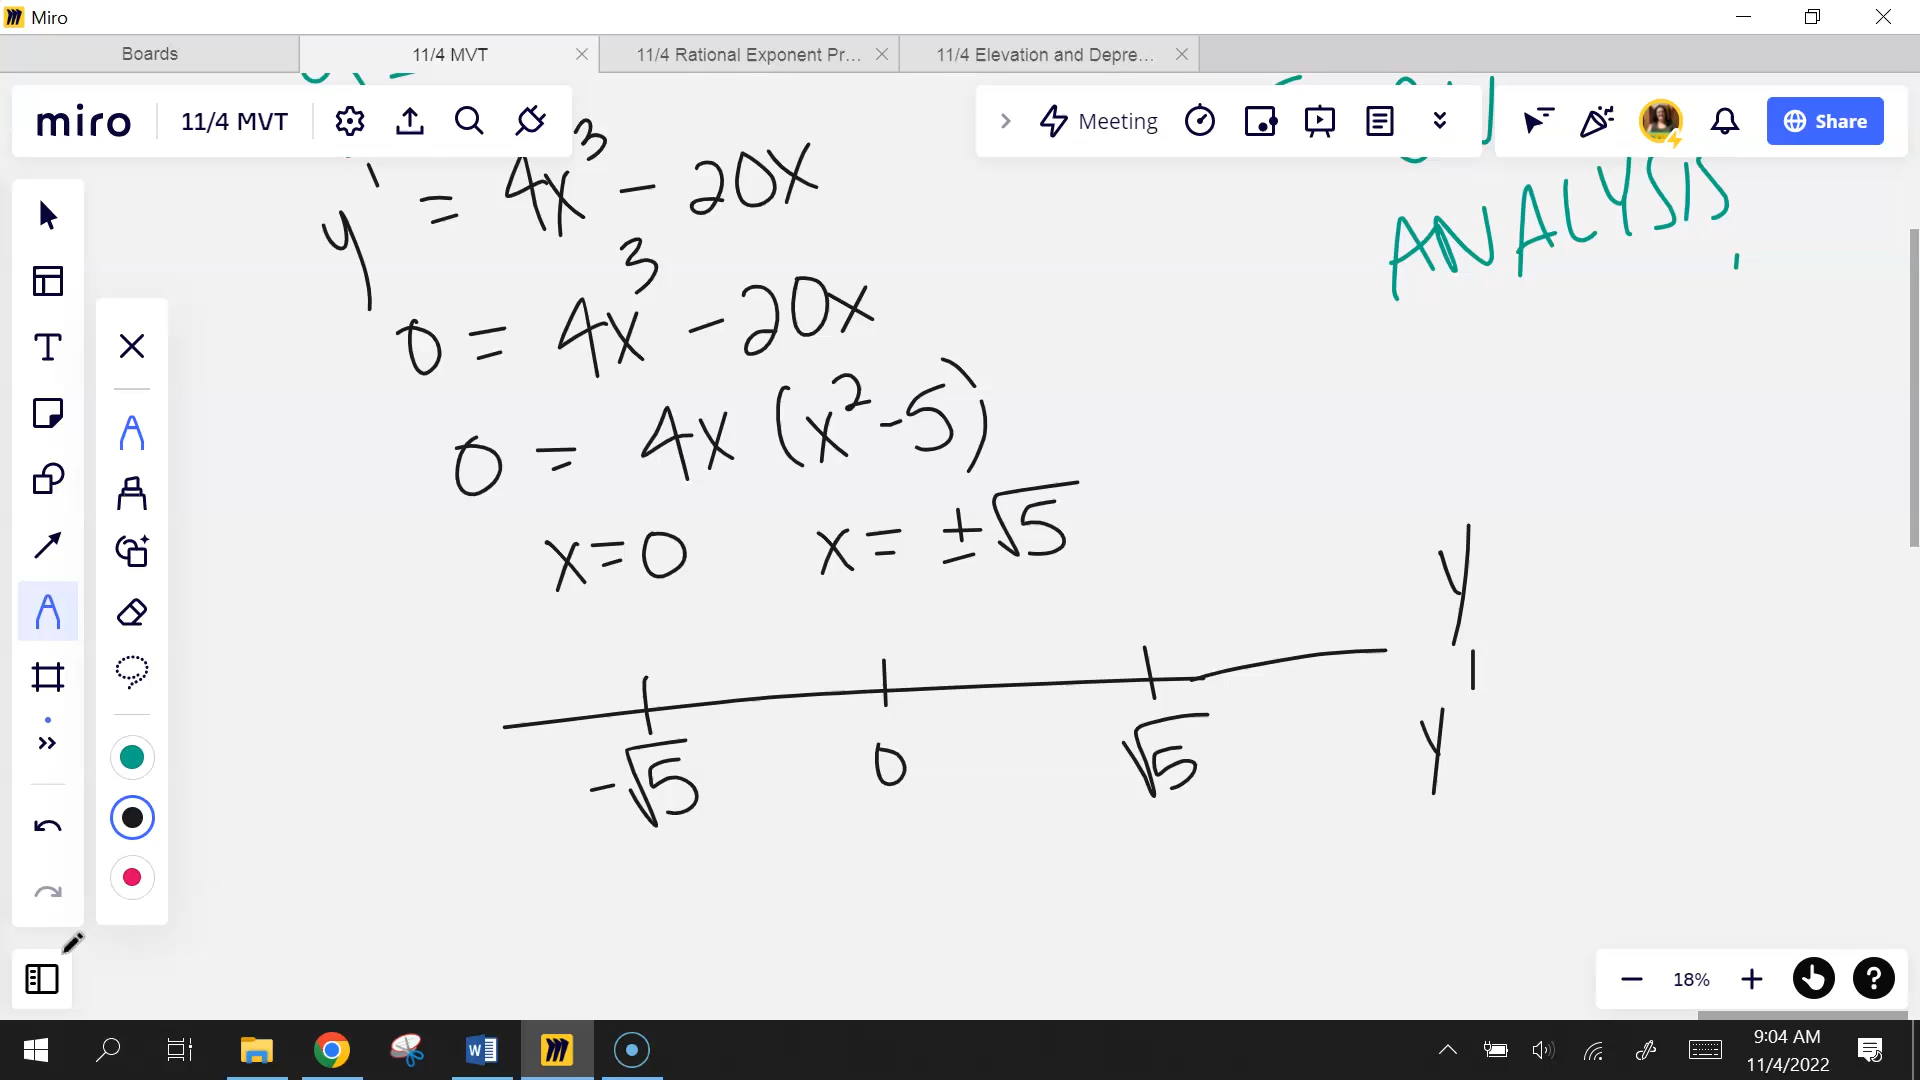 Miro
Boards
11/4 MVT
11/4 Rational Exponent Pr...
11/4 Elevation and Depre...
miro
11/4 MVT
Meeting
Share
y' = 4x³ - 20x
ANALYSIS.
0 = 4x³ - 20x
0 = 4x (x² - 5)
x = 0 x = ±√5
y
-√5 0 √5
y'
18%
9:04 AM
11/4/2022